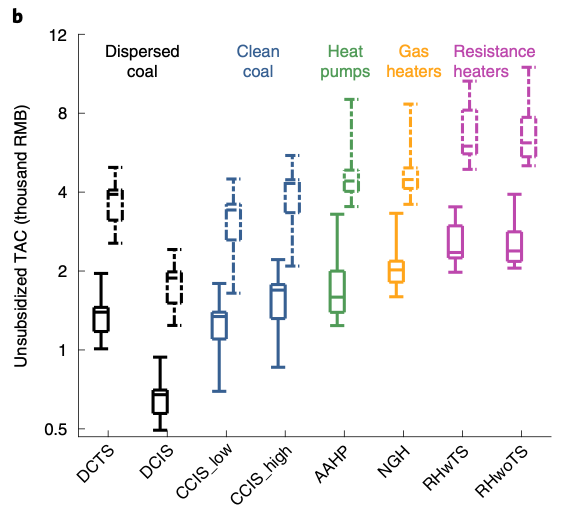 b
12
8
4
2
1
0.5
Unsubsidized TAC (thousand RMB)
Dispersed
coal
Clean
coal
Heat
pumps
Gas
heaters
Resistance
heaters
DCTS
DCIS
CCIS_low
CCIS_high
AAHP
NGH
RHwTS
RHwoTS